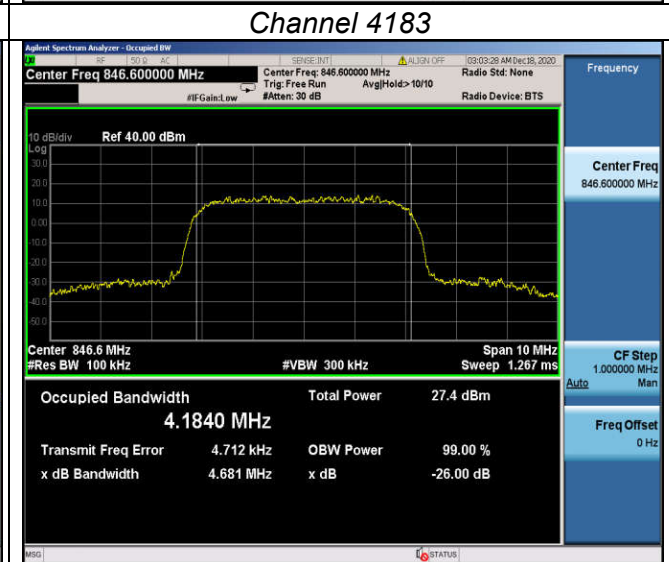 Channel 4183
Agilent Spectrum Analyzer - Occupied BW
RF 50 Ω AC SENSE:INT ALIGN OFF 03:03:28 AM Dec 18, 2020
Center Freq 846.600000 MHz Center Freq: 846.600000 MHz Radio Std: None Frequency
Trig: Free Run Avg|Hold:>10/10
#IFGain:Low #Atten: 30 dB Radio Device: BTS
10 dB/div Ref 40.00 dBm
Log
30.0
20.0
10.0
0.00
-10.0
-20.0
-30.0
-40.0
-50.0
Center Freq
846.600000 MHz
Center 846.6 MHz Span 10 MHz
#Res BW 100 kHz #VBW 300 kHz Sweep 1.267 ms
CF Step
1.000000 MHz
Auto Man
Occupied Bandwidth Total Power 27.4 dBm
4.1840 MHz
Freq Offset
0 Hz
Transmit Freq Error 4.712 kHz OBW Power 99.00 %
x dB Bandwidth 4.681 MHz x dB -26.00 dB
MSG STATUS